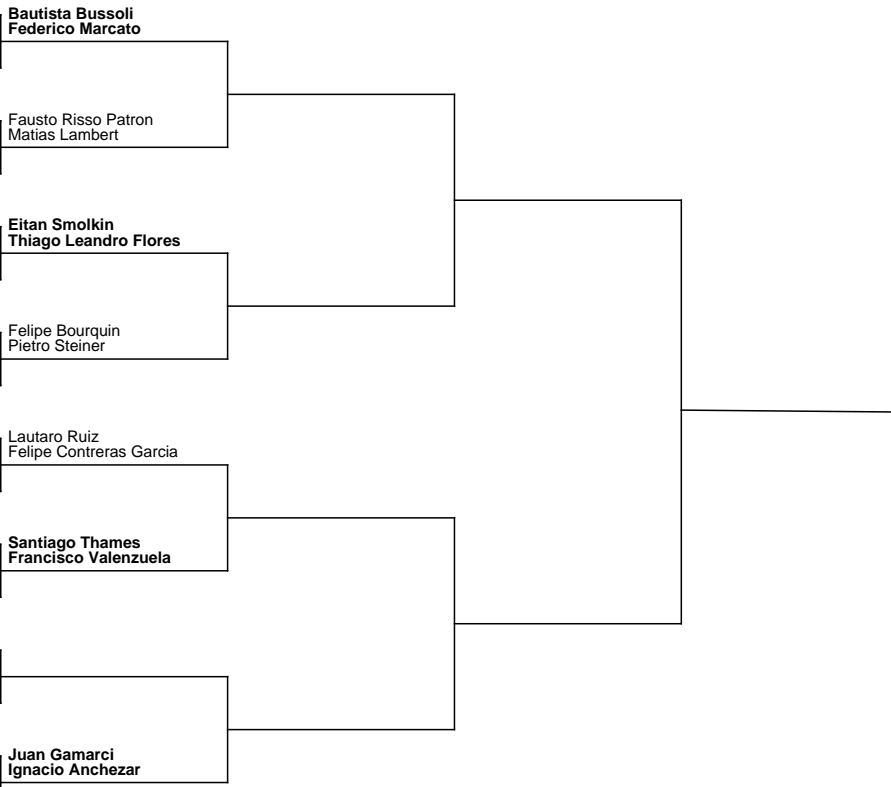 Bautista Bussoli
Federico Marcato
Fausto Risso Patron
Matias Lambert
Eitan Smolkin
Thiago Leandro Flores
Felipe Bourquin
Pietro Steiner
Lautaro Ruiz
Felipe Contreras Garcia
Santiago Thames
Francisco Valenzuela
Juan Gamarci
Ignacio Anchezar